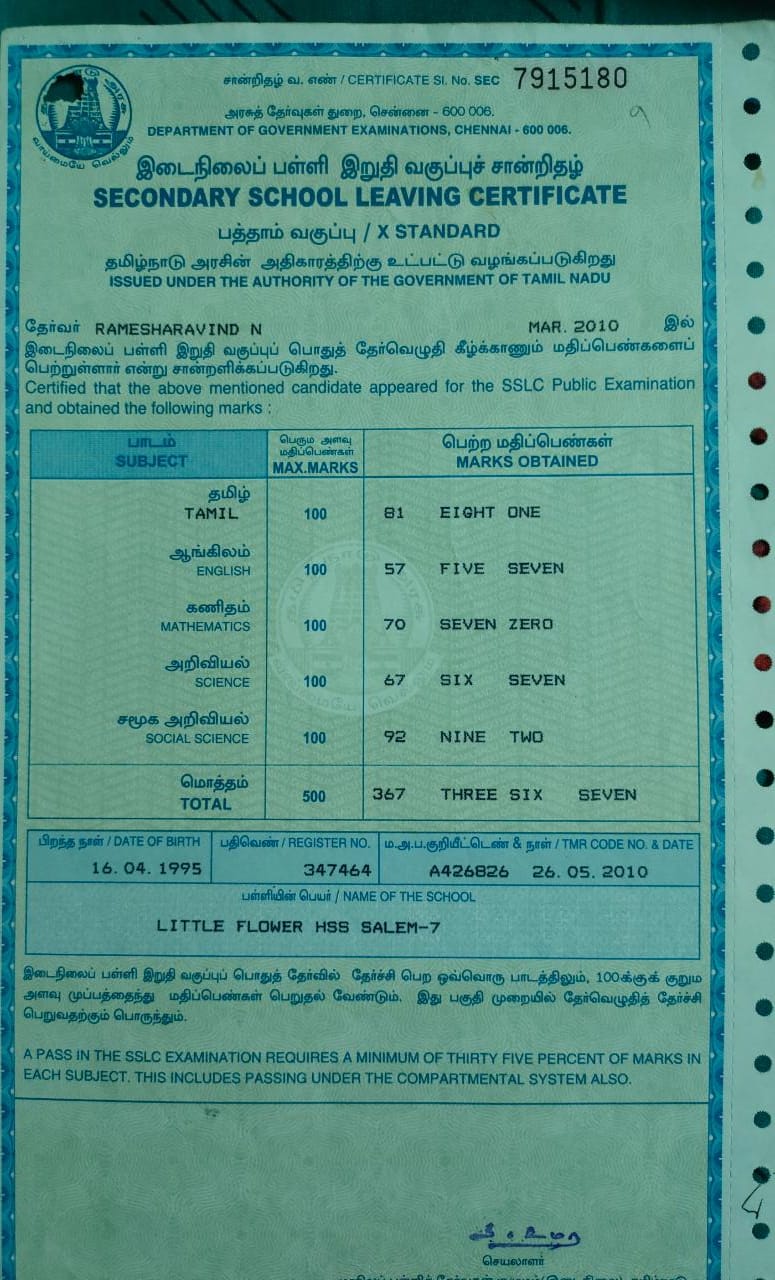 சான்றிதழ் வ. எண் / CERTIFICATE Sl. No. SEC 7915180
அரசுத் தேர்வுகள் துறை, சென்னை - 600 006.
DEPARTMENT OF GOVERNMENT EXAMINATIONS, CHENNAI - 600 006.
வாய்மையே வெல்லும்
இடைநிலைப் பள்ளி இறுதி வகுப்புச் சான்றிதழ்
SECONDARY SCHOOL LEAVING CERTIFICATE
பத்தாம் வகுப்பு / X STANDARD
தமிழ்நாடு அரசின் அதிகாரத்திற்கு உட்பட்டு வழங்கப்படுகிறது
ISSUED UNDER THE AUTHORITY OF THE GOVERNMENT OF TAMIL NADU
தேர்வர் RAMESHARAVIND N MAR. 2010 இல்
இடைநிலைப் பள்ளி இறுதி வகுப்புப் பொதுத் தேர்வெழுதி கீழ்க்காணும் மதிப்பெண்களைப்
பெற்றுள்ளார் என்று சான்றளிக்கப்படுகிறது.
Certified that the above mentioned candidate appeared for the SSLC Public Examination
and obtained the following marks :
பாடம் பெரும அளவு மதிப்பெண்கள் பெற்ற மதிப்பெண்கள்
SUBJECT MAX.MARKS MARKS OBTAINED
தமிழ்
TAMIL 100 81 EIGHT ONE
ஆங்கிலம்
ENGLISH 100 57 FIVE SEVEN
கணிதம்
MATHEMATICS 100 70 SEVEN ZERO
அறிவியல்
SCIENCE 100 67 SIX SEVEN
சமூக அறிவியல்
SOCIAL SCIENCE 100 92 NINE TWO
மொத்தம்
TOTAL 500 367 THREE SIX SEVEN
பிறந்த நாள் / DATE OF BIRTH பதிவெண் / REGISTER NO. ம.அ.ப.குறியீட்டெண் & நாள் / TMR CODE NO. & DATE
16. 04. 1995 347464 A426826 26. 05. 2010
பள்ளியின் பெயர் / NAME OF THE SCHOOL
LITTLE FLOWER HSS SALEM-7
இடைநிலைப் பள்ளி இறுதி வகுப்புப் பொதுத் தேர்வில் தேர்ச்சி பெற ஒவ்வொரு பாடத்திலும், 100க்குக் குறும
அளவு முப்பத்தைந்து மதிப்பெண்கள் பெறுதல் வேண்டும். இது பகுதி முறையில் தேர்வெழுதித் தேர்ச்சி
பெறுவதற்கும் பொருந்தும்.
A PASS IN THE SSLC EXAMINATION REQUIRES A MINIMUM OF THIRTY FIVE PERCENT OF MARKS IN
EACH SUBJECT. THIS INCLUDES PASSING UNDER THE COMPARTMENTAL SYSTEM ALSO.
செயலாளர்